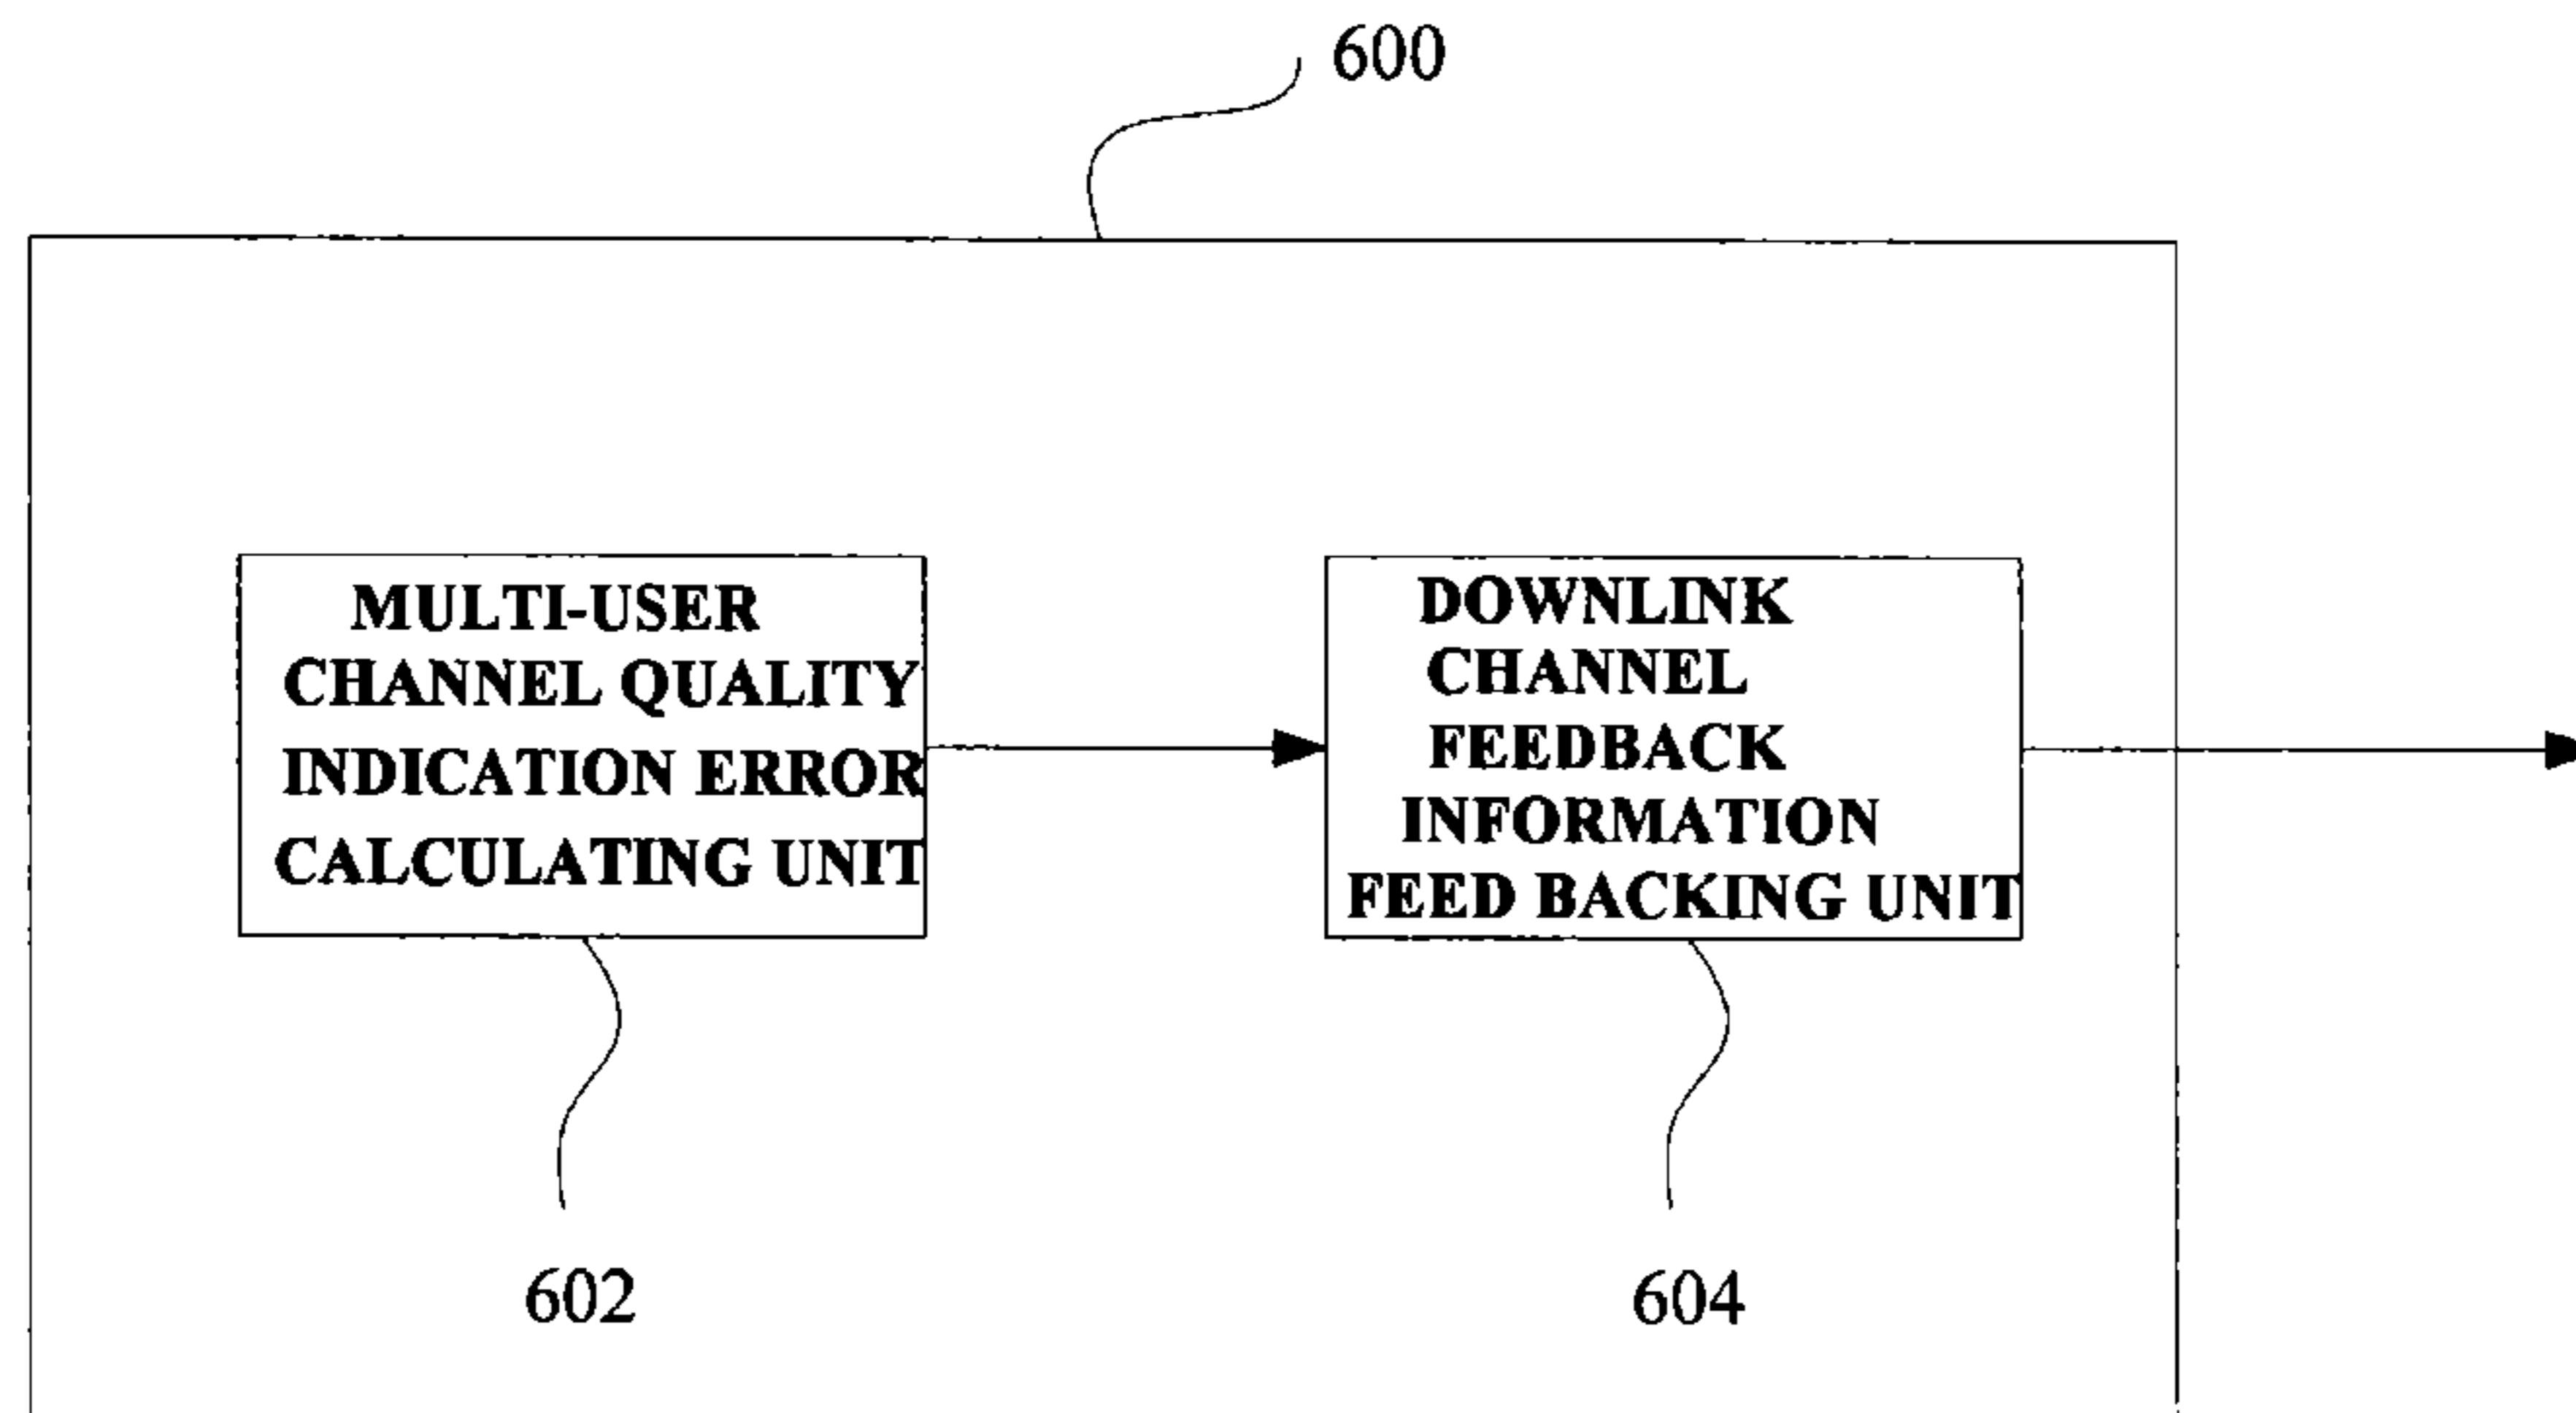 600
MULTI-USER
CHANNEL QUALITY
INDICATION ERROR
CALCULATING UNIT
DOWNLINK
CHANNEL
FEEDBACK
INFORMATION
FEED BACKING UNIT
602
604